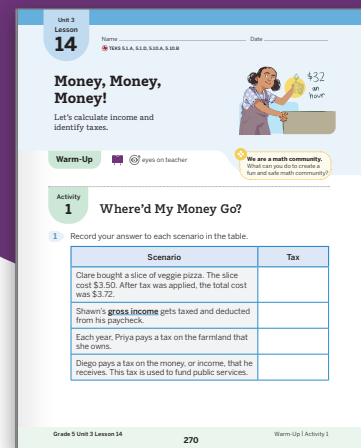 Unit 3
Lesson
14
Name Date
TEKS 5.1.A, 5.1.D, 5.10.A, 5.10.B
Money, Money,
Money!
Let's calculate income and
identify taxes.
$32
an
hour
Warm-Up eyes on teacher
We are a math community.
What can you do to create a
fun and safe math community?
Activity
1
Where'd My Money Go?
1 Record your answer to each scenario in the table.
Scenario Tax
Clare bought a slice of veggie pizza. The slice
cost $3.50. After tax was applied, the total cost
was $3.72.
Shawn's gross income gets taxed and deducted
from his paycheck.
Each year, Priya pays a tax on the farmland that
she owns.
Diego pays a tax on the money, or income, that he
receives. This tax is used to fund public services.
Grade 5 Unit 3 Lesson 14
270
Warm-Up | Activity 1